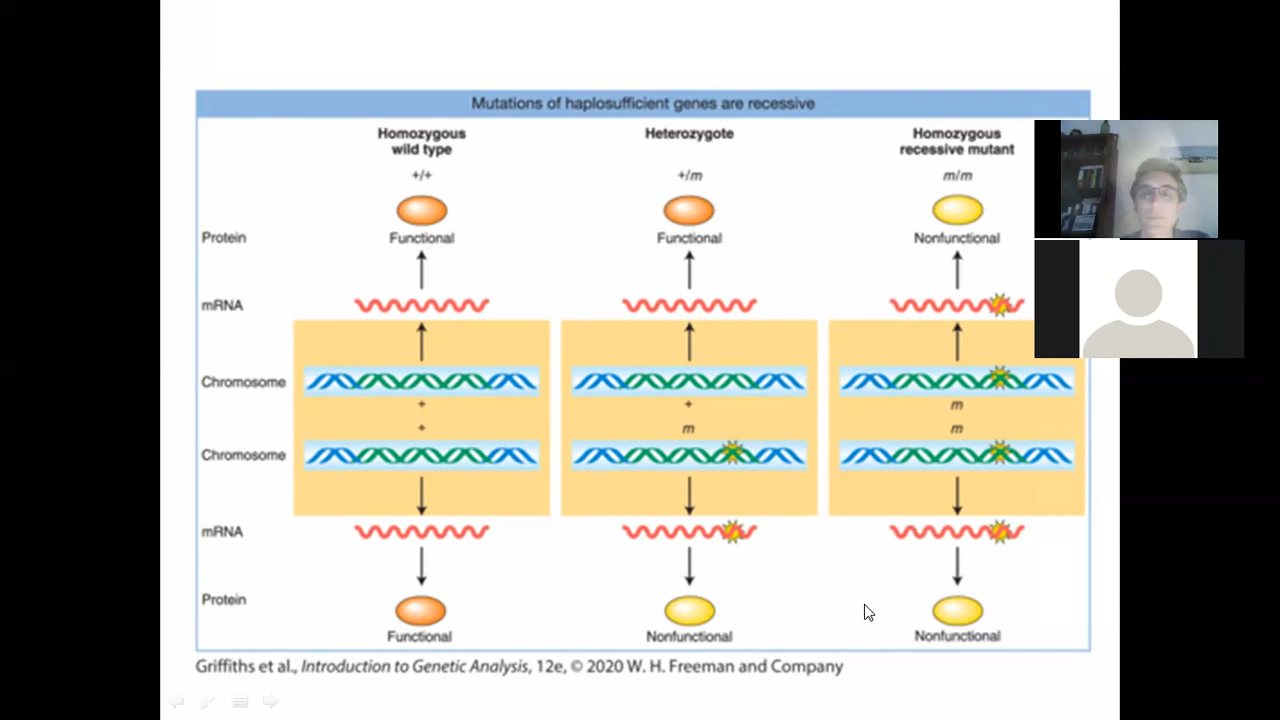 Mutations of haplosufficient genes are recessive
Homozygous
wild type
Heterozygote
Homozygous
recessive mutant
+/+
+/m
m/m
Protein
Functional
Functional
Nonfunctional
mRNA
Chromosome
+
+
m
+
m
m
Chromosome
mRNA
Protein
Functional
Nonfunctional
Nonfunctional
Griffiths et al., Introduction to Genetic Analysis, 12e, © 2020 W. H. Freeman and Company